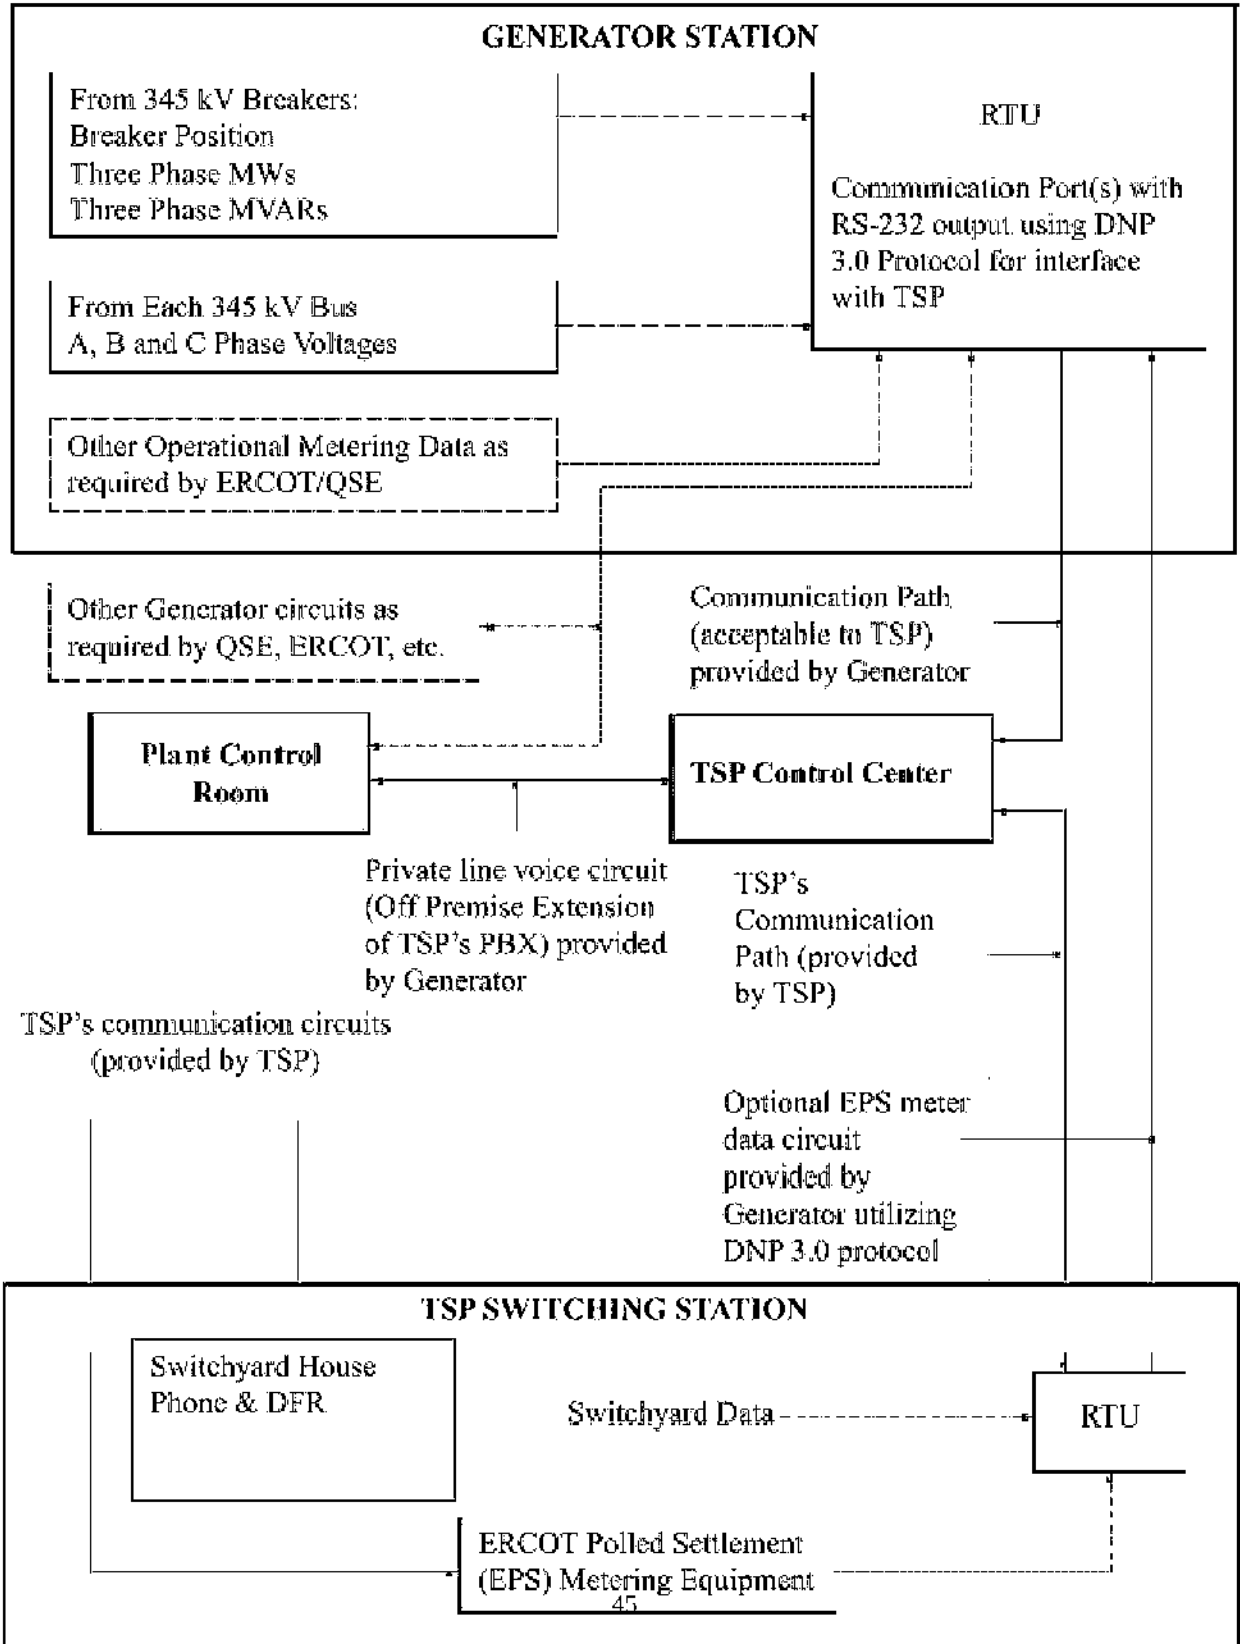 GENERATOR STATION
From 345 kV Breakers:
Breaker Position
Three Phase MWs
Three Phase MVARs
RTU
Communication Port(s) with
RS-232 output using DNP
3.0 Protocol for interface
with TSP
From Each 345 kV Bus
A, B and C Phase Voltages
Other Operational Metering Data as
required by ERCOT/QSE
Other Generator circuits as
required by QSE, ERCOT, etc.
Communication Path
(acceptable to TSP)
provided by Generator
Plant Control
Room
TSP Control Center
Private line voice circuit
(Off Premise Extension
of TSP's PBX) provided
by Generator
TSP's
Communication
Path (provided
by TSP)
TSP's communication circuits
(provided by TSP)
Optional EPS meter
data circuit
provided by
Generator utilizing
DNP 3.0 protocol
TSP SWITCHING STATION
Switchyard House
Phone & DFR
Switchyard Data
RTU
ERCOT Polled Settlement
(EPS) Metering Equipment
45